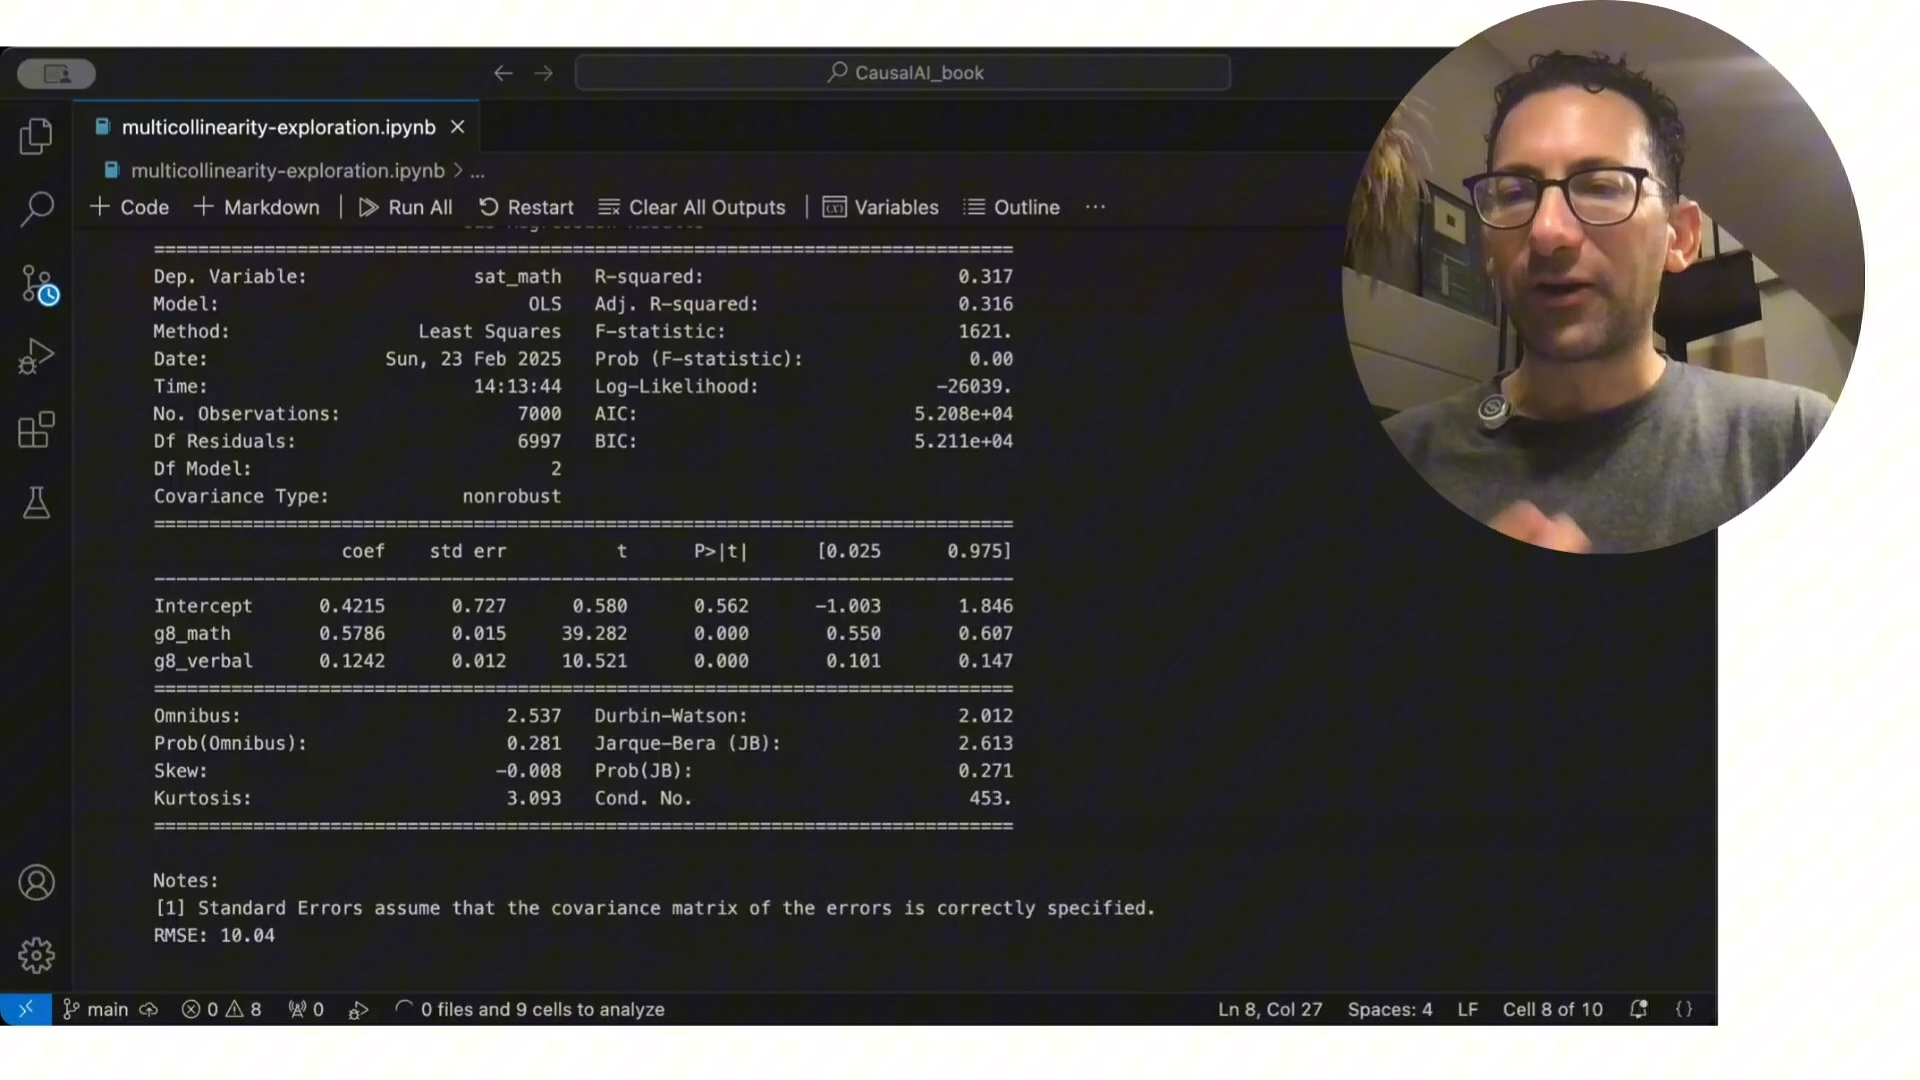 CausalAI_book
multicollinearity-exploration.ipynb
multicollinearity-exploration.ipynb > ...
+ Code + Markdown | Run All Restart Clear All Outputs | Variables Outline ...
==============================================================================
Dep. Variable: sat_math R-squared: 0.317
Model: OLS Adj. R-squared: 0.316
Method: Least Squares F-statistic: 1621.
Date: Sun, 23 Feb 2025 Prob (F-statistic): 0.00
Time: 14:13:44 Log-Likelihood: -26039.
No. Observations: 7000 AIC: 5.208e+04
Df Residuals: 6997 BIC: 5.211e+04
Df Model: 2
Covariance Type: nonrobust
==============================================================================
coef std err t P>|t| [0.025 0.975]
------------------------------------------------------------------------------
Intercept 0.4215 0.727 0.580 0.562 -1.003 1.846
g8_math 0.5786 0.015 39.282 0.000 0.550 0.607
g8_verbal 0.1242 0.012 10.521 0.000 0.101 0.147
==============================================================================
Omnibus: 2.537 Durbin-Watson: 2.012
Prob(Omnibus): 0.281 Jarque-Bera (JB): 2.613
Skew: -0.008 Prob(JB): 0.271
Kurtosis: 3.093 Cond. No. 453.
==============================================================================
Notes:
[1] Standard Errors assume that the covariance matrix of the errors is correctly specified.
RMSE: 10.04
main 0 8 0 0 files and 9 cells to analyze Ln 8, Col 27 Spaces: 4 LF Cell 8 of 10 {}